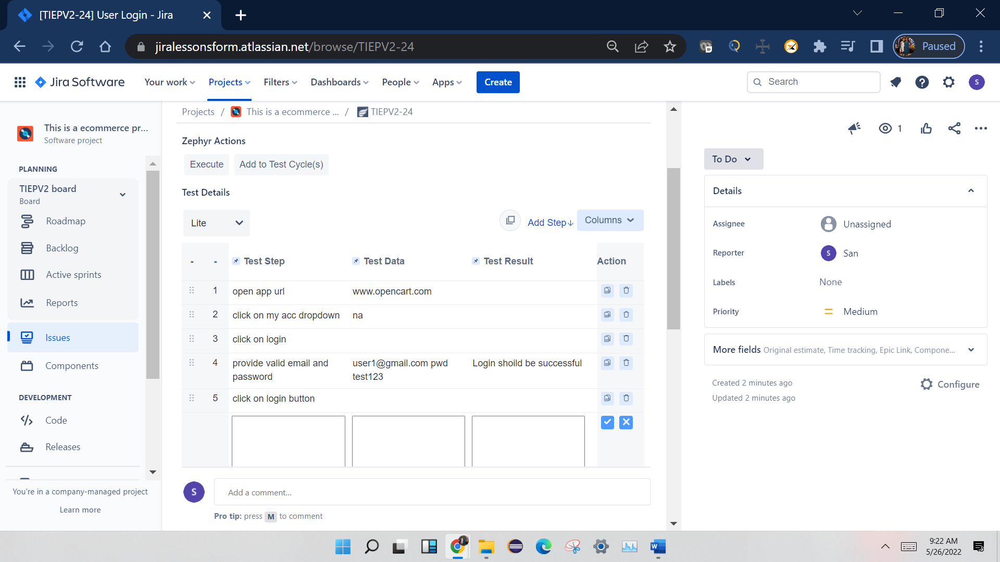 [TIEPV2-24] User Login - Jira
jiralessonsform.atlassian.net/browse/TIEPV2-24
Paused
Jira Software
Your work
Projects
Filters
Dashboards
People
Apps
Create
Search
S
This is a ecommerce pr...
Software project
PLANNING
TIEPV2 board
Board
Roadmap
Backlog
Active sprints
Reports
Issues
Components
DEVELOPMENT
Code
Releases
You're in a company-managed project
Learn more
Projects / This is a ecommerce ... / TIEPV2-24
Zephyr Actions
Execute
Add to Test Cycle(s)
Test Details
Lite
Add Step↓
Columns
- - Test Step Test Data Test Result Action
1 open app url www.opencart.com
2 click on my acc dropdown na
3 click on login
4 provide valid email and password user1@gmail.com pwd test123 Login shoild be successful
5 click on login button
S
Add a comment...
Pro tip: press M to comment
1
To Do
Details
Assignee Unassigned
Reporter S San
Labels None
Priority Medium
More fields Original estimate, Time tracking, Epic Link, Compone...
Created 2 minutes ago
Updated 2 minutes ago
Configure
9:22 AM
5/26/2022